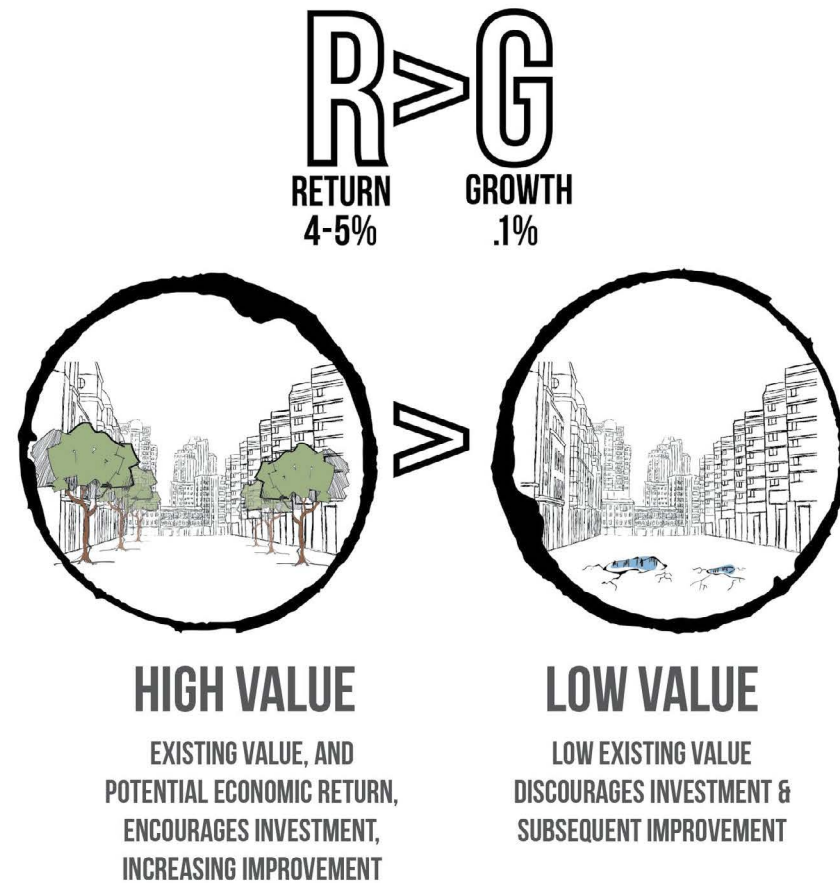 R>G
RETURN GROWTH
4-5% .1%
>
HIGH VALUE
EXISTING VALUE, AND
POTENTIAL ECONOMIC RETURN,
ENCOURAGES INVESTMENT,
INCREASING IMPROVEMENT
LOW VALUE
LOW EXISTING VALUE
DISCOURAGES INVESTMENT &
SUBSEQUENT IMPROVEMENT